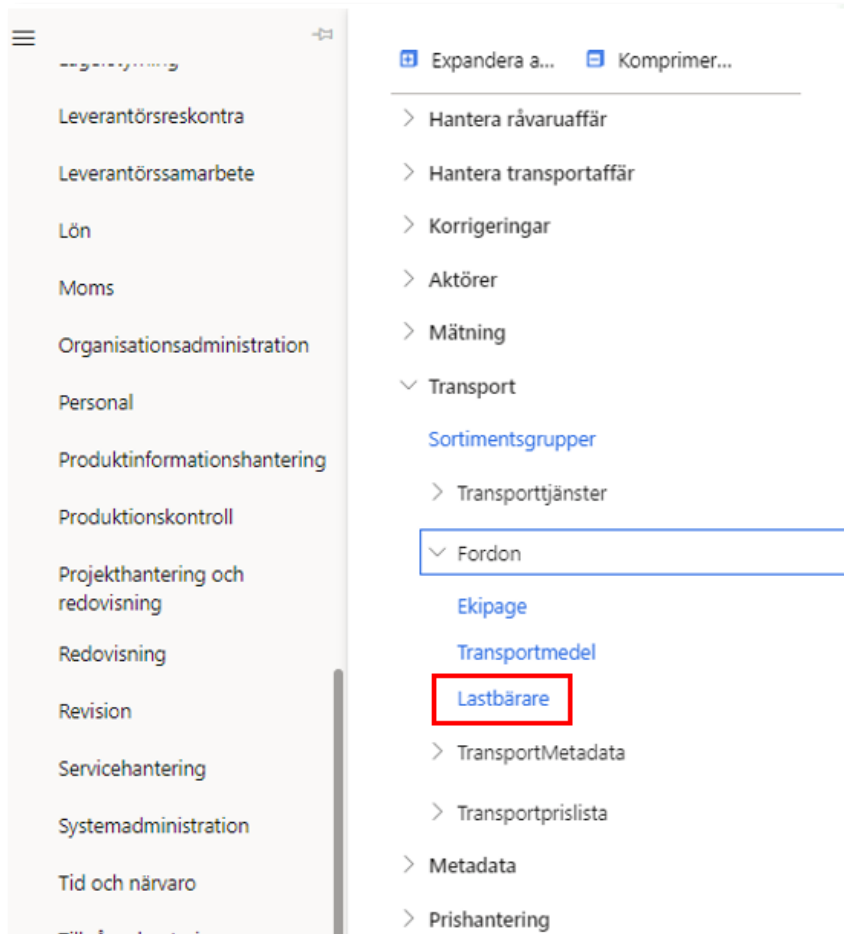 Leverantörsreskontra
Leverantörssamarbete
Lön
Moms
Organisationsadministration
Personal
Produktinformationshantering
Produktionskontroll
Projekthantering och
redovisning
Redovisning
Revision
Servicehantering
Systemadministration
Tid och närvaro
Expandera a... Komprimer...
Hantera råvaruaffär
Hantera transportaffär
Korrigeringar
Aktörer
Mätning
Transport
Sortimentsgrupper
Transporttjänster
Fordon
Ekipage
Transportmedel
Lastbärare
TransportMetadata
Transportprislista
Metadata
Prishantering